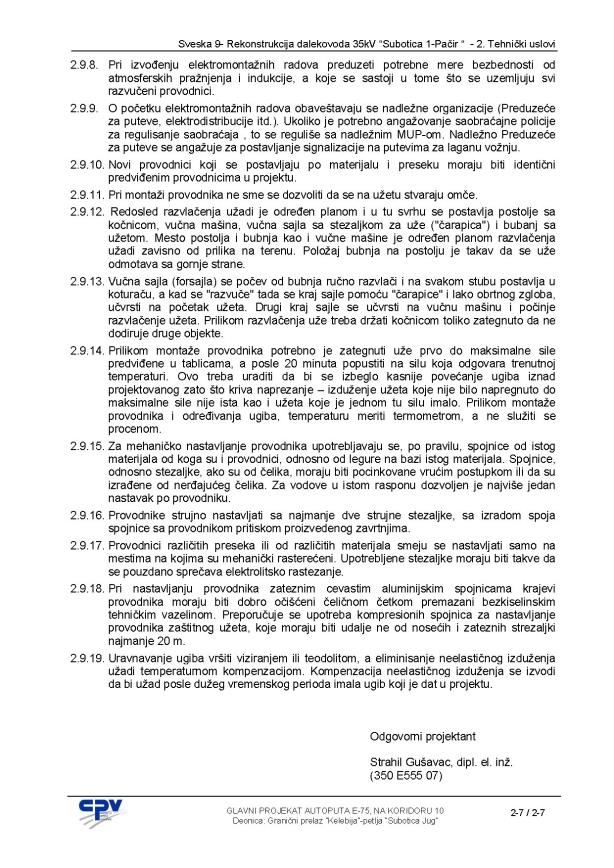 Sveska 9- Rekonstrukcija dalekovoda 35kV “Subotica 1-Pačir “ - 2. Tehnički uslovi
2.9.8. Pri izvođenju elektromontažnih radova preduzeti potrebne mere bezbednosti od
atmosferskih pražnjenja i indukcije, a koje se sastoji u tome što se uzemljuju svi
razvučeni provodnici.
2.9.9. O početku elektromontažnih radova obaveštavaju se nadležne organizacije (Preduzeće
za puteve, elektrodistribucije itd.). Ukoliko je potrebno angažovanje saobraćajne policije
za regulisanje saobraćaja , to se reguliše sa nadležnim MUP-om. Nadležno Preduzeće
za puteve se angažuje za postavljanje signalizacije na putevima za laganu vožnju.
2.9.10. Novi provodnici koji se postavljaju po materijalu i preseku moraju biti identični
predviđenim provodnicima u projektu.
2.9.11. Pri montaži provodnika ne sme se dozvoliti da se na užetu stvaraju omče.
2.9.12. Redosled razvlačenja užadi je određen planom i u tu svrhu se postavlja postolje sa
kočnicom, vučna mašina, vučna sajla sa stezaljkom za uže ("čarapica") i bubanj sa
užetom. Mesto postolja i bubnja kao i vučne mašine je određen planom razvlačenja
užadi zavisno od prilika na terenu. Položaj bubnja na postolju je takav da se uže
odmotava sa gornje strane.
2.9.13. Vučna sajla (forsajla) se počev od bubnja ručno razvlači i na svakom stubu postavlja u
koturaču, a kad se "razvuče" tada se kraj sajle pomoću "čarapice" i lako obrtnog zgloba,
učvrsti na početak užeta. Drugi kraj sajle se učvrsti na vučnu mašinu i počinje
razvlačenje užeta. Prilikom razvlačenja uže treba držati kočnicom toliko zategnuto da ne
dodiruje druge objekte.
2.9.14. Prilikom montaže provodnika potrebno je zategnuti uže prvo do maksimalne sile
predviđene u tablicama, a posle 20 minuta popustiti na silu koja odgovara trenutnoj
temperaturi. Ovo treba uraditi da bi se izbeglo kasnije povećanje ugiba iznad
projektovanog zato što kriva naprezanje – izduženje užeta koje nije bilo napregnuto do
maksimalne sile nije ista kao i užeta koje je jednom tu silu imalo. Prilikom montaže
provodnika i određivanja ugiba, temperaturu meriti termometrom, a ne služiti se
procenom.
2.9.15. Za mehaničko nastavljanje provodnika upotrebljavaju se, po pravilu, spojnice od istog
materijala od koga su i provodnici, odnosno od legure na bazi istog materijala. Spojnice,
odnosno stezaljke, ako su od čelika, moraju biti pocinkovane vrućim postupkom ili da su
izrađene od nerđajućeg čelika. Za vodove u istom rasponu dozvoljen je najviše jedan
nastavak po provodniku.
2.9.16. Provodnike strujno nastavljati sa najmanje dve strujne stezaljke, sa izradom spoja
spojnice sa provodnikom pritiskom proizvedenog zavrtnjima.
2.9.17. Provodnici različitih preseka ili od različitih materijala smeju se nastavljati samo na
mestima na kojima su mehanički rasterećeni. Upotrebljene stezaljke moraju biti takve da
se pouzdano sprečava elektrolitsko rastezanje.
2.9.18. Pri nastavljanju provodnika zateznim cevastim aluminijskim spojnicama krajevi
provodnika moraju biti dobro očišćeni čeličnom četkom premazani bezkiselinskim
tehničkim vazelinom. Preporučuje se upotreba kompresionih spojnica za nastavljanje
provodnika zaštitnog užeta, koje moraju biti udalje ne od nosećih i zateznih strezaljki
najmanje 20 m.
2.9.19. Uravnavanje ugiba vršiti viziranjem ili teodolitom, a eliminisanje neelastičnog izduženja
užadi temperaturnom kompenzacijom. Kompenzacija neelastičnog izduženja se izvodi
da bi užad posle dužeg vremenskog perioda imala ugib koji je dat u projektu.
Odgovorni projektant
Strahil Gušavac, dipl. el. inž.
(350 E555 07)
CPV
GLAVNI PROJEKAT AUTOPUTA E-75, NA KORIDORU 10
Deonica: Granični prelaz "Kelebija"-petlja "Subotica Jug"
2-7 / 2-7